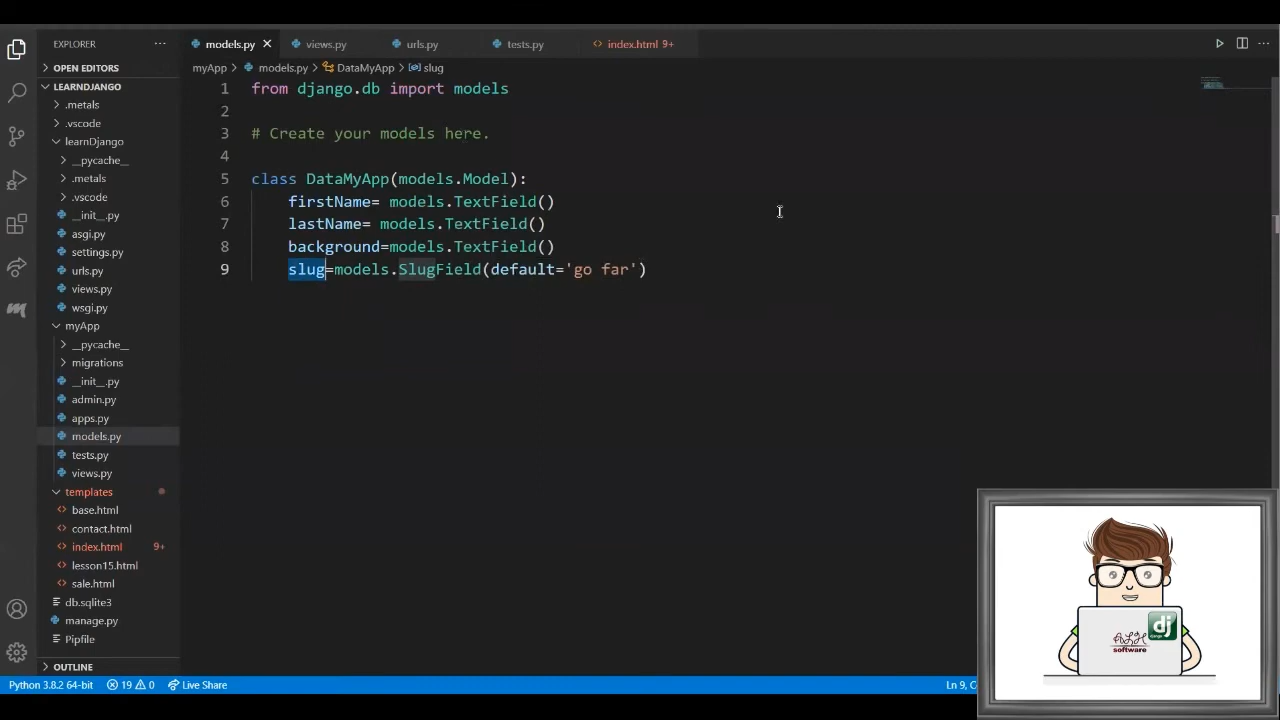 EXPLORER
models.py
views.py
urls.py
tests.py
index.html 9+
OPEN EDITORS
LEARNDJANGO
.metals
.vscode
learnDjango
__pycache__
.metals
.vscode
__init__.py
asgi.py
settings.py
urls.py
views.py
wsgi.py
myApp
__pycache__
migrations
__init__.py
admin.py
apps.py
models.py
tests.py
views.py
templates
base.html
contact.html
index.html 9+
lesson15.html
sale.html
db.sqlite3
manage.py
Pipfile
OUTLINE
myApp > models.py > DataMyApp > slug
1 from django.db import models
2
3 # Create your models here.
4
5 class DataMyApp(models.Model):
6 firstName= models.TextField()
7 lastName= models.TextField()
8 background=models.TextField()
9 slug=models.SlugField(default='go far')
dj
django
software
Python 3.8.2 64-bit
19 0
Live Share
Ln 9,